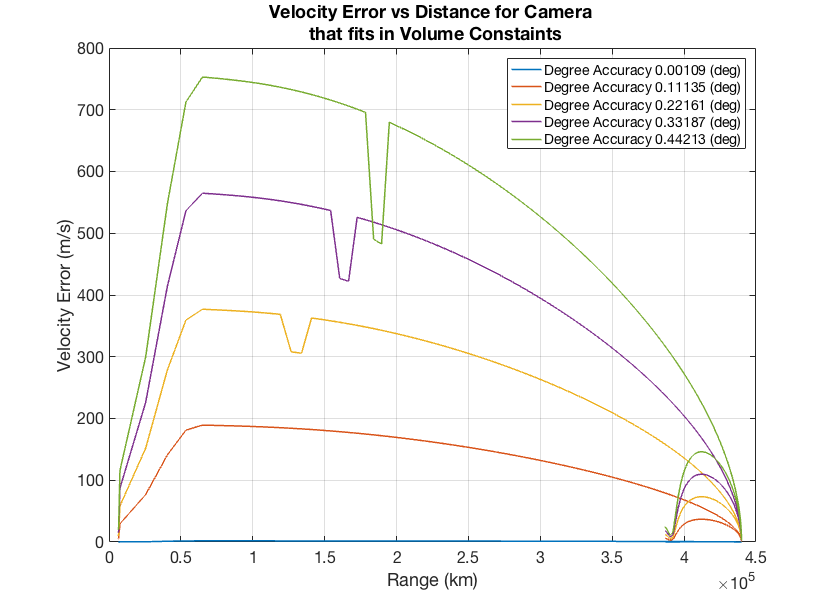 Velocity Error vs Distance for Camera
that fits in Volume Constaints
Degree Accuracy 0.00109 (deg)
Degree Accuracy 0.11135 (deg)
Degree Accuracy 0.22161 (deg)
Degree Accuracy 0.33187 (deg)
Degree Accuracy 0.44213 (deg)
Velocity Error (m/s)
800
700
600
500
400
300
200
100
0
0 0.5 1 1.5 2 2.5 3 3.5 4 4.5
Range (km)
×10⁵